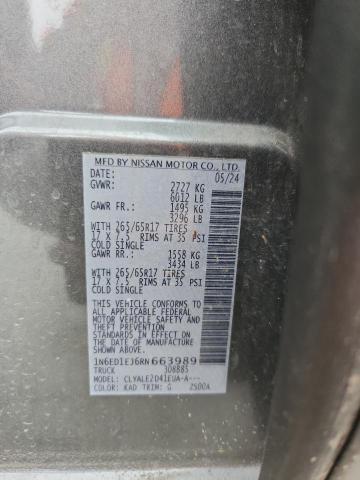 MFD BY NISSAN MOTOR CO., LTD.
DATE: 05/24
GVWR: 2727 KG
6012 LB
GAWR FR.: 1495 KG
3296 LB
WITH 265/65R17 TIRES
17 X 7.5 RIMS AT 35 PSI
COLD SINGLE
GAWR RR.: 1558 KG
3434 LB
WITH 265/65R17 TIRES
17 X 7.5 RIMS AT 35 PSI
COLD SINGLE
THIS VEHICLE CONFORMS TO
ALL APPLICABLE FEDERAL
MOTOR VEHICLE SAFETY
STANDARDS IN EFFECT ON
THE DATE OF MANUFACTURE
SHOWN ABOVE
1N6ED1EJ6RN663989
TRUCK 308885
MODEL: CLYALE2D41EUA-A---
COLOR: KAD TRIM: G 2500A